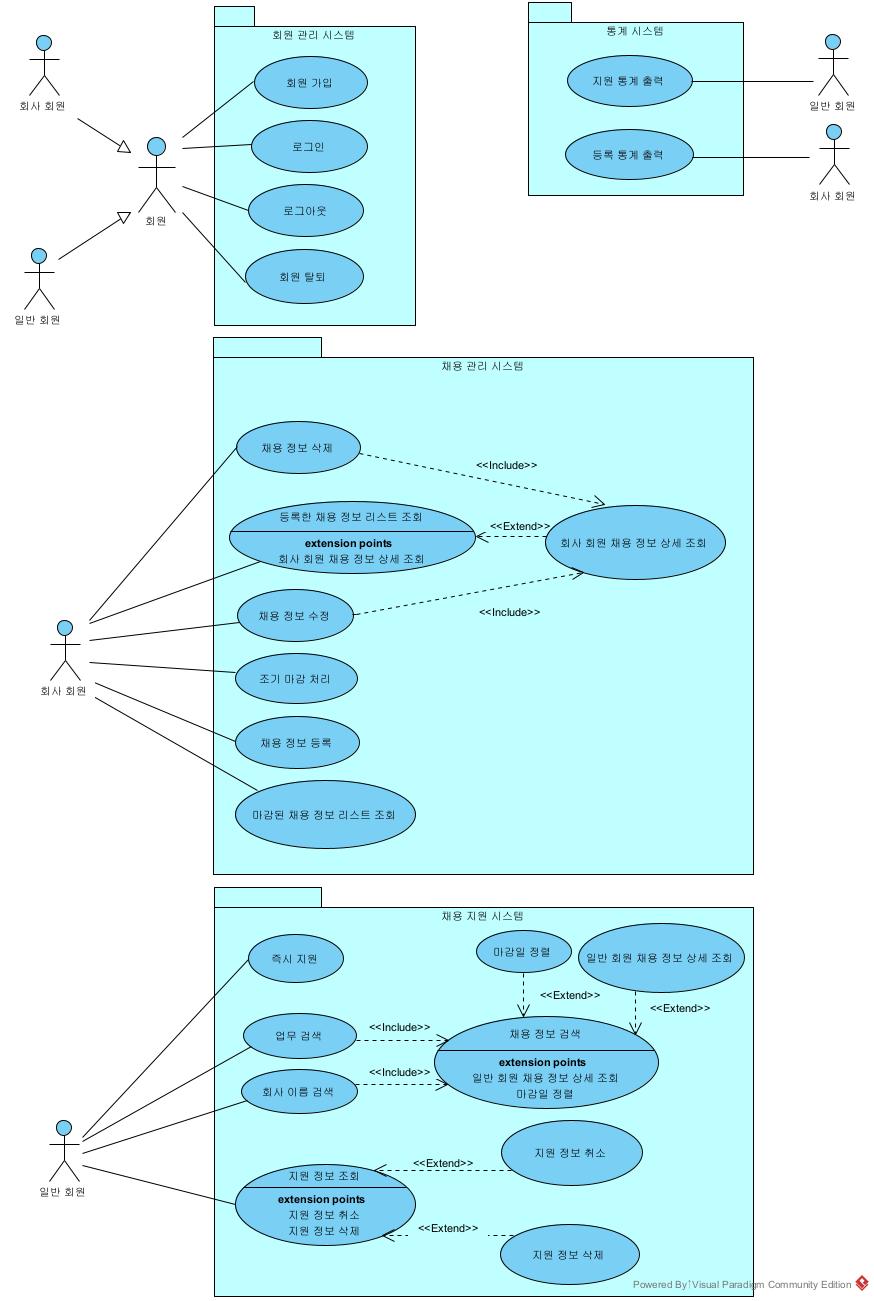 회원 관리 시스템
회사 회원
회원
일반 회원
회원 가입
로그인
로그아웃
회원 탈퇴
통계 시스템
지원 통계 출력
등록 통계 출력
일반 회원
회사 회원
채용 관리 시스템
채용 정보 삭제
<<Include>>
등록한 채용 정보 리스트 조회
extension points
회사 회원 채용 정보 상세 조회
<<Extend>>
회사 회원 채용 정보 상세 조회
채용 정보 수정
<<Include>>
조기 마감 처리
채용 정보 등록
마감된 채용 정보 리스트 조회
회사 회원
채용 지원 시스템
즉시 지원
마감일 정렬
일반 회원 채용 정보 상세 조회
<<Extend>>
<<Extend>>
업무 검색
<<Include>>
회사 이름 검색
<<Include>>
채용 정보 검색
extension points
일반 회원 채용 정보 상세 조회
마감일 정렬
일반 회원
지원 정보 조회
extension points
지원 정보 취소
지원 정보 삭제
<<Extend>>
지원 정보 취소
<<Extend>>
지원 정보 삭제
Powered By Visual Paradigm Community Edition